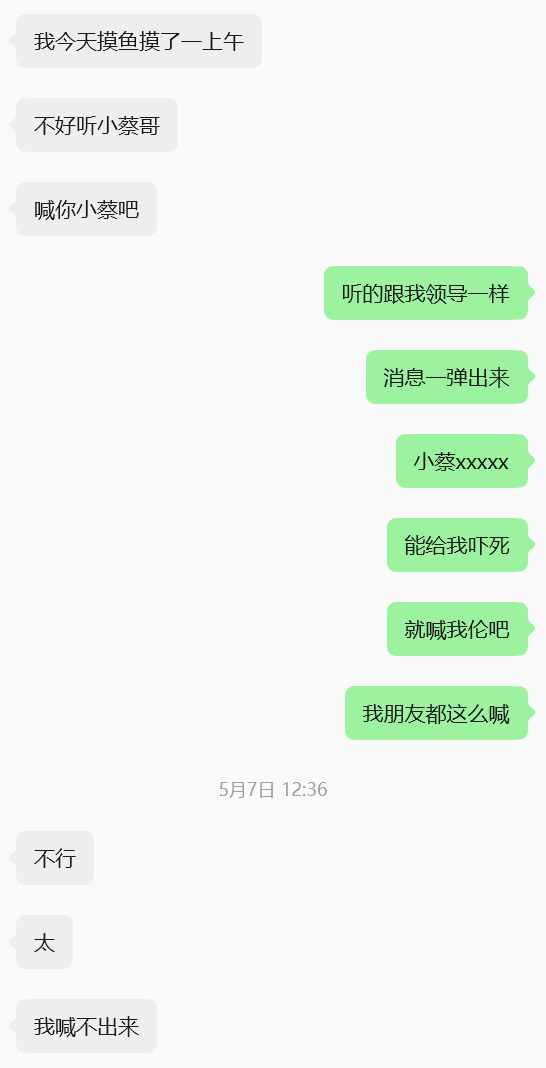 我今天摸鱼摸了一上午
不好听小蔡哥
喊你小蔡吧
听的跟我领导一样
消息一弹出来
小蔡xxxxx
能给我吓死
就喊我伦吧
我朋友都这么喊
5月7日 12:36
不行
太
我喊不出来